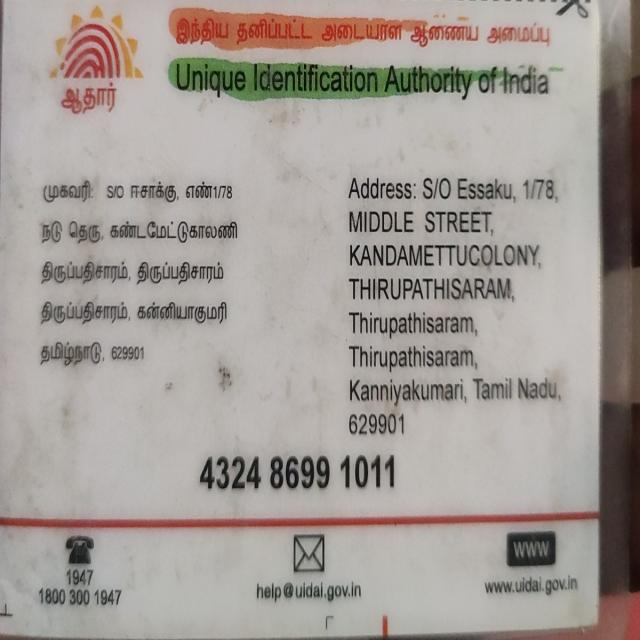 இந்திய தனிப்பட்ட அடையாள ஆணைய அமைப்பு
Unique Identification Authority of India
ஆதார்
முகவரி: S/O ஈசாக்கு, எண்1/78
நடு தெரு, கண்டமேட்டுகாலணி
திருப்பதிசாரம், திருப்பதிசாரம்
திருப்பதிசாரம், கன்னியாகுமரி
தமிழ்நாடு, 629901
Address: S/O Essaku, 1/78,
MIDDLE STREET,
KANDAMETTUCOLONY,
THIRUPATHISARAM,
Thirupathisaram,
Thirupathisaram,
Kanniyakumari, Tamil Nadu,
629901
4324 8699 1011
1947
1800 300 1947
help@uidai.gov.in
www
www.uidai.gov.in